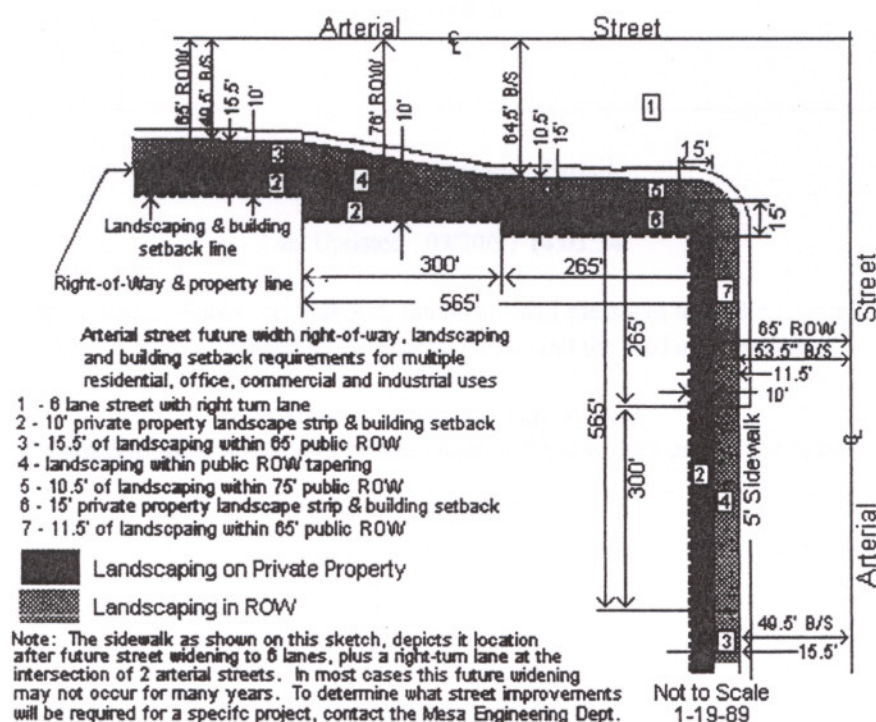 Arterial Street
C
L
65' ROW
49.5' B/S
15.5'
10'
76' ROW
10'
64.5' B/S
10.5'
15'
1
15'
15'
3
2
4
2
5
6
7
Landscaping & building
setback line
Right-of-Way & property line
300'
265'
565'
265'
565'
300'
65' ROW
53.5" B/S
11.5'
10'
Street
C
L
Arterial
2
4
5' Sidewalk
49.5' B/S
15.5'
3
Arterial street future width right-of-way, landscaping
and building setback requirements for multiple
residential, office, commercial and industrial uses
1 - 6 lane street with right turn lane
2 - 10' private property landscape strip & building setback
3 - 15.5' of landscaping within 65' public ROW
4 - landscaping within public ROW tapering
5 - 10.5' of landscaping within 75' public ROW
6 - 15' private property landscape strip & building setback
7 - 11.5' of landscpaing within 65' public ROW
Landscaping on Private Property
Landscaping in ROW
Note: The sidewalk as shown on this sketch, depicts it location
after future street widening to 6 lanes, plus a right-turn lane at the
intersection of 2 arterial streets. In most cases this future widening
may not occur for many years. To determine what street improvements
will be required for a specifc project, contact the Mesa Engineering Dept.
Not to Scale
1-19-89